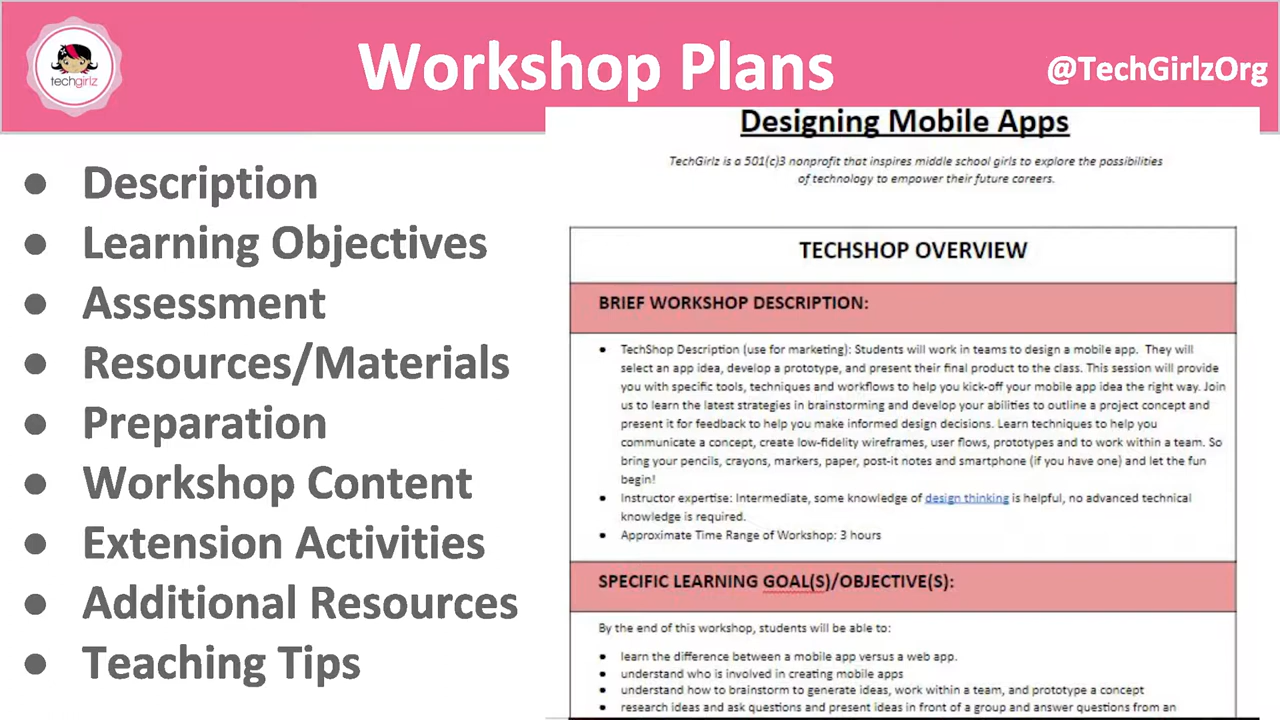 techgirlz
Workshop Plans
@TechGirlzOrg
● Description
● Learning Objectives
● Assessment
● Resources/Materials
● Preparation
● Workshop Content
● Extension Activities
● Additional Resources
● Teaching Tips
Designing Mobile Apps
TechGirlz is a 501(c)3 nonprofit that inspires middle school girls to explore the possibilities
of technology to empower their future careers.
TECHSHOP OVERVIEW
BRIEF WORKSHOP DESCRIPTION:
● TechShop Description (use for marketing): Students will work in teams to design a mobile app. They will
select an app idea, develop a prototype, and present their final product to the class. This session will provide
you with specific tools, techniques and workflows to help you kick-off your mobile app idea the right way. Join
us to learn the latest strategies in brainstorming and develop your abilities to outline a project concept and
present it for feedback to help you make informed design decisions. Learn techniques to help you
communicate a concept, create low-fidelity wireframes, user flows, prototypes and to work within a team. So
bring your pencils, crayons, markers, paper, post-it notes and smartphone (if you have one) and let the fun
begin!
● Instructor expertise: Intermediate, some knowledge of design thinking is helpful, no advanced technical
knowledge is required.
● Approximate Time Range of Workshop: 3 hours
SPECIFIC LEARNING GOAL(S)/OBJECTIVE(S):
By the end of this workshop, students will be able to:
● learn the difference between a mobile app versus a web app.
● understand who is involved in creating mobile apps
● understand how to brainstorm to generate ideas, work within a team, and prototype a concept
● research ideas and ask questions and present ideas in front of a group and answer questions from an